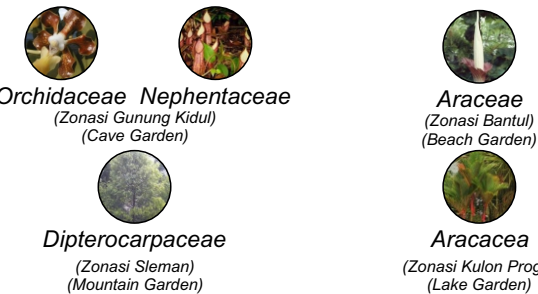 Orchidaceae Nephentaceae
(Zonasi Gunung Kidul)
(Cave Garden)
Araceae
(Zonasi Bantul)
(Beach Garden)
Dipterocarpaceae
(Zonasi Sleman)
(Mountain Garden)
Aracacea
(Zonasi Kulon Prog
(Lake Garden)